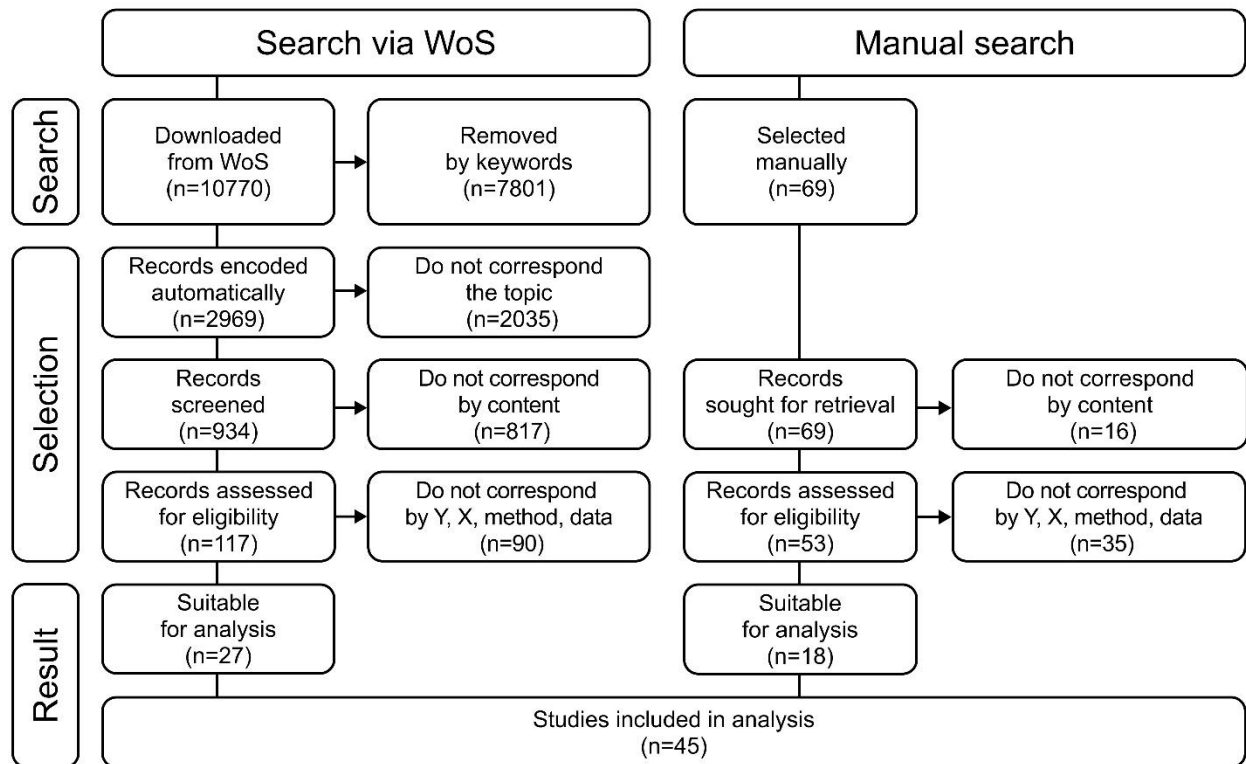 Search via WoS
Manual search
Search
Downloaded
from WoS
(n=10770)
Removed
by keywords
(n=7801)
Selected
manually
(n=69)
Selection
Records encoded
automatically
(n=2969)
Do not correspond
the topic
(n=2035)
Records
screened
(n=934)
Do not correspond
by content
(n=817)
Records
sought for retrieval
(n=69)
Do not correspond
by content
(n=16)
Records assessed
for eligibility
(n=117)
Do not correspond
by Y, X, method, data
(n=90)
Records assessed
for eligibility
(n=53)
Do not correspond
by Y, X, method, data
(n=35)
Result
Suitable
for analysis
(n=27)
Suitable
for analysis
(n=18)
Studies included in analysis
(n=45)